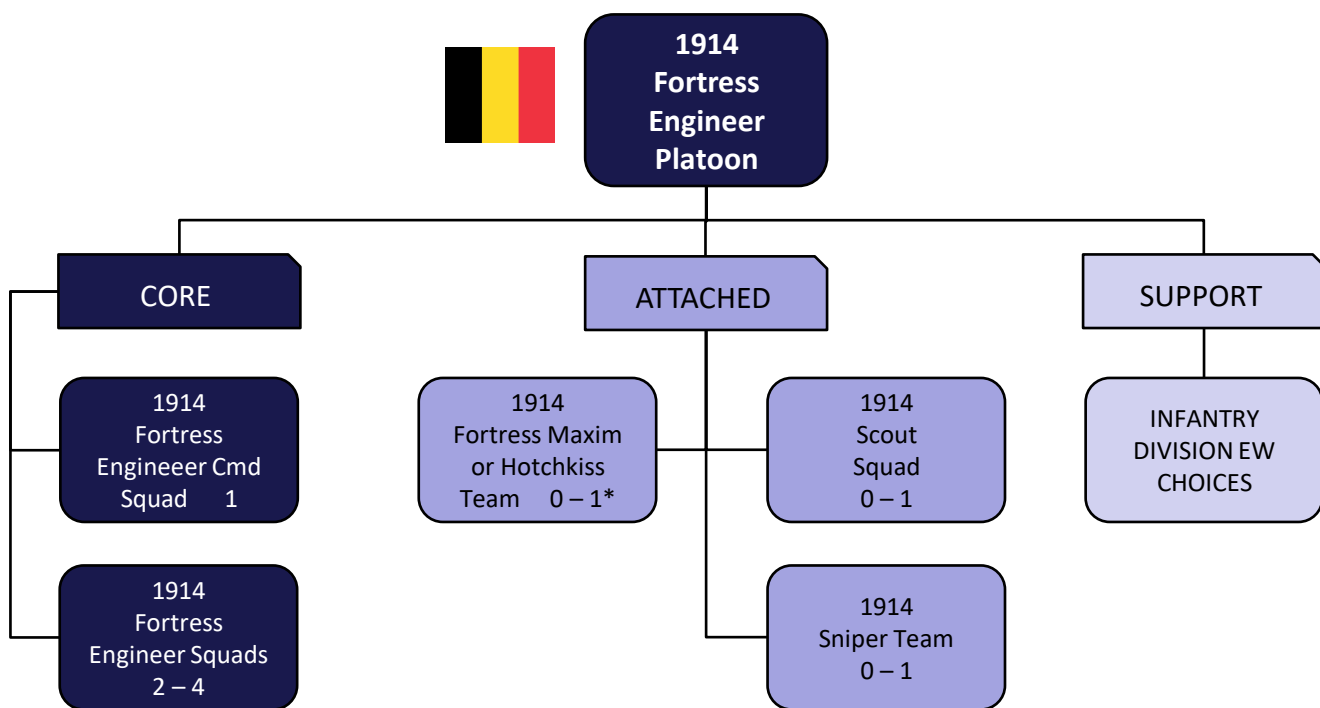 1914
Fortress
Engineer
Platoon
CORE
ATTACHED
SUPPORT
1914
Fortress
Engineeer Cmd
Squad 1
1914
Fortress Maxim
or Hotchkiss
Team 0 – 1*
1914
Scout
Squad
0 – 1
INFANTRY
DIVISION EW
CHOICES
1914
Fortress
Engineer Squads
2 – 4
1914
Sniper Team
0 – 1